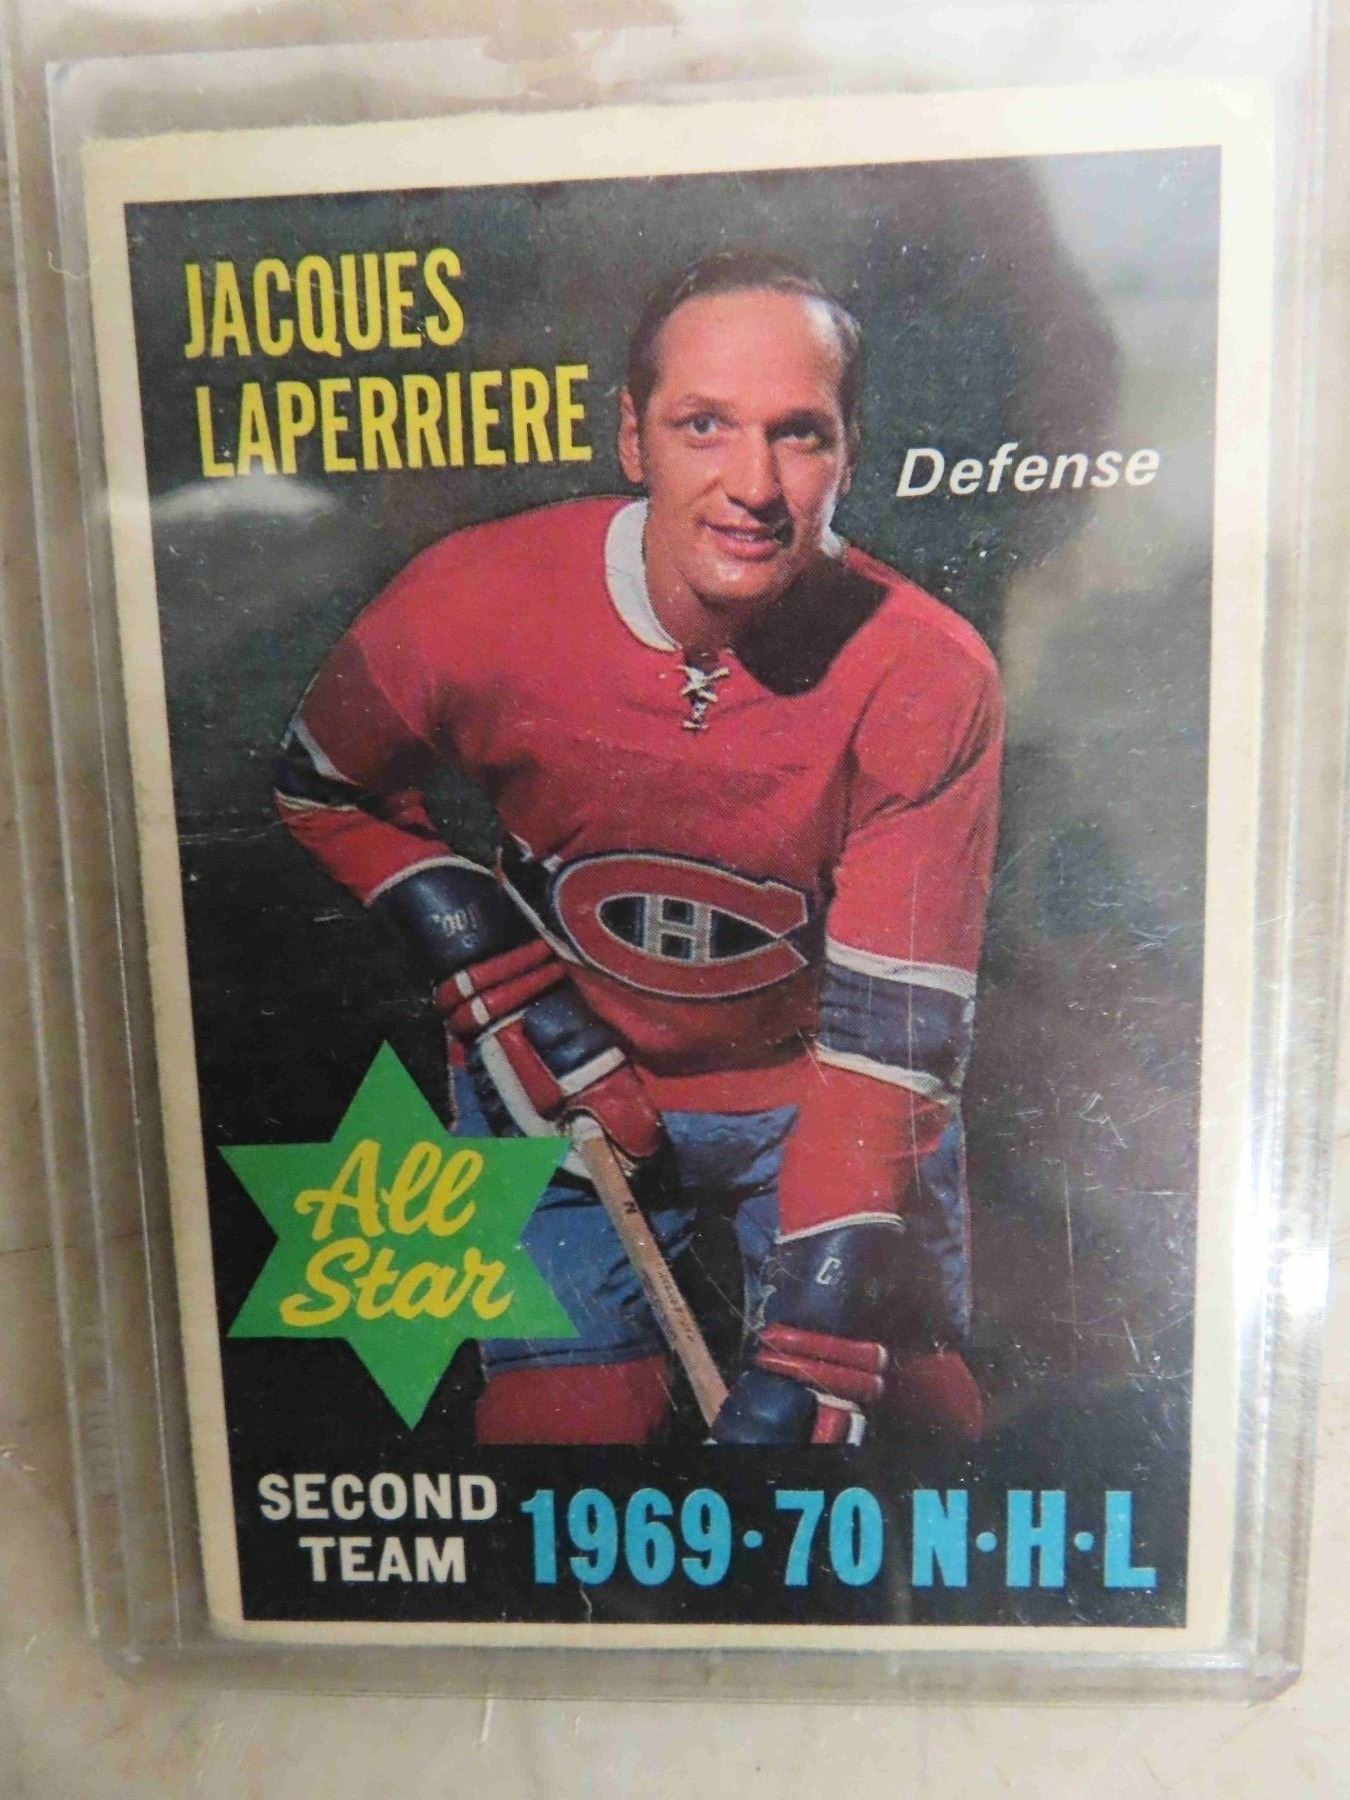 JACQUES
LAPERRIERE
Defense
All
Star
SECOND
TEAM
1969·70 N·H·L